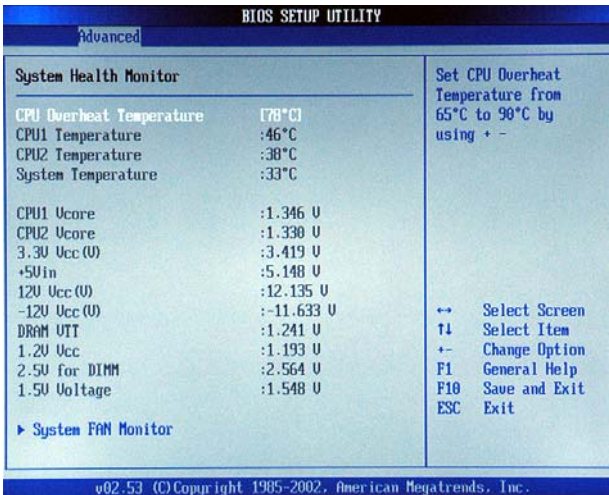 BIOS SETUP UTILITY
Advanced
System Health Monitor
CPU Overheat Temperature [78°C]
CPU1 Temperature :46°C
CPU2 Temperature :38°C
System Temperature :33°C
CPU1 Vcore :1.346 V
CPU2 Vcore :1.330 V
3.3V Vcc(V) :3.419 V
+5Vin :5.148 V
12V Vcc(V) :12.135 V
-12V Vcc(V) :-11.633 V
DRAM VTT :1.241 V
1.2V Vcc :1.193 V
2.5V for DIMM :2.564 V
1.5V Voltage :1.548 V
▶ System FAN Monitor
Set CPU Overheat
Temperature from
65°C to 90°C by
using + -
↔ Select Screen
↑↓ Select Item
+- Change Option
F1 General Help
F10 Save and Exit
ESC Exit
v02.53 (C)Copyright 1985-2002, American Megatrends, Inc.